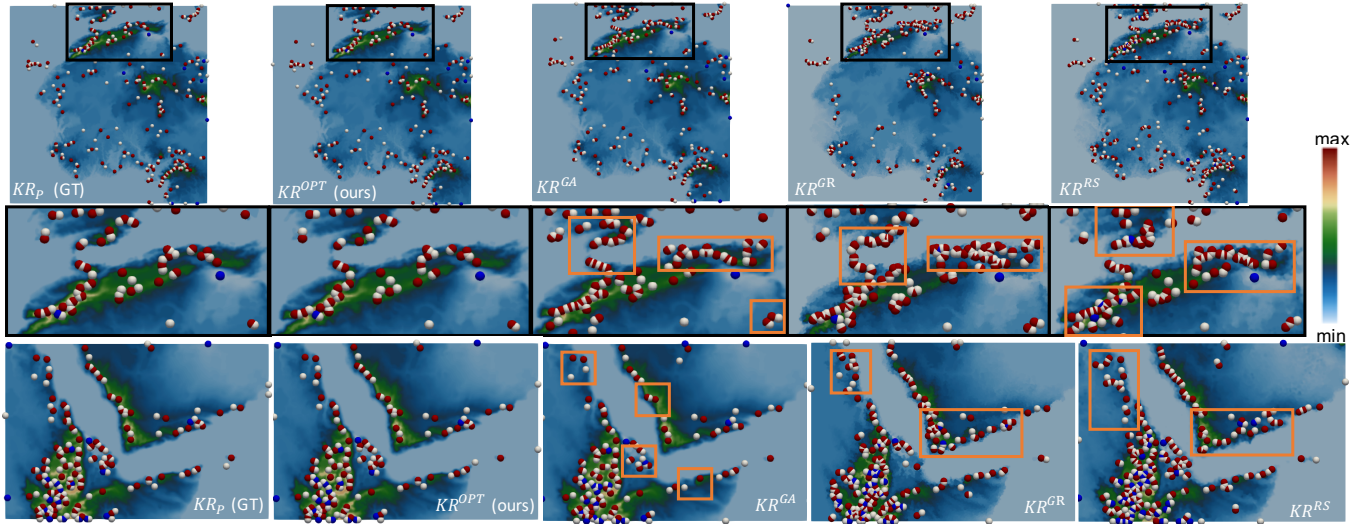 max
KR_P (GT)
KR^OPT (ours)
KR^GA
KR^GR
KR^RS
min
KR_P (GT)
KR^OPT (ours)
KR^GA
KR^GR
KR^RS